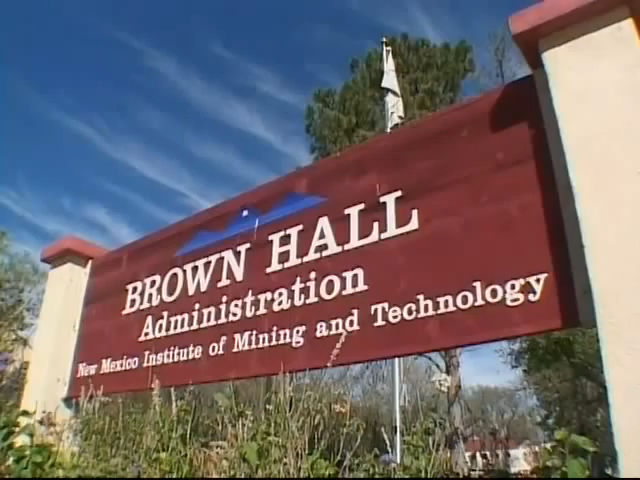 BROWN HALL
Administration
New Mexico Institute of Mining and Technology